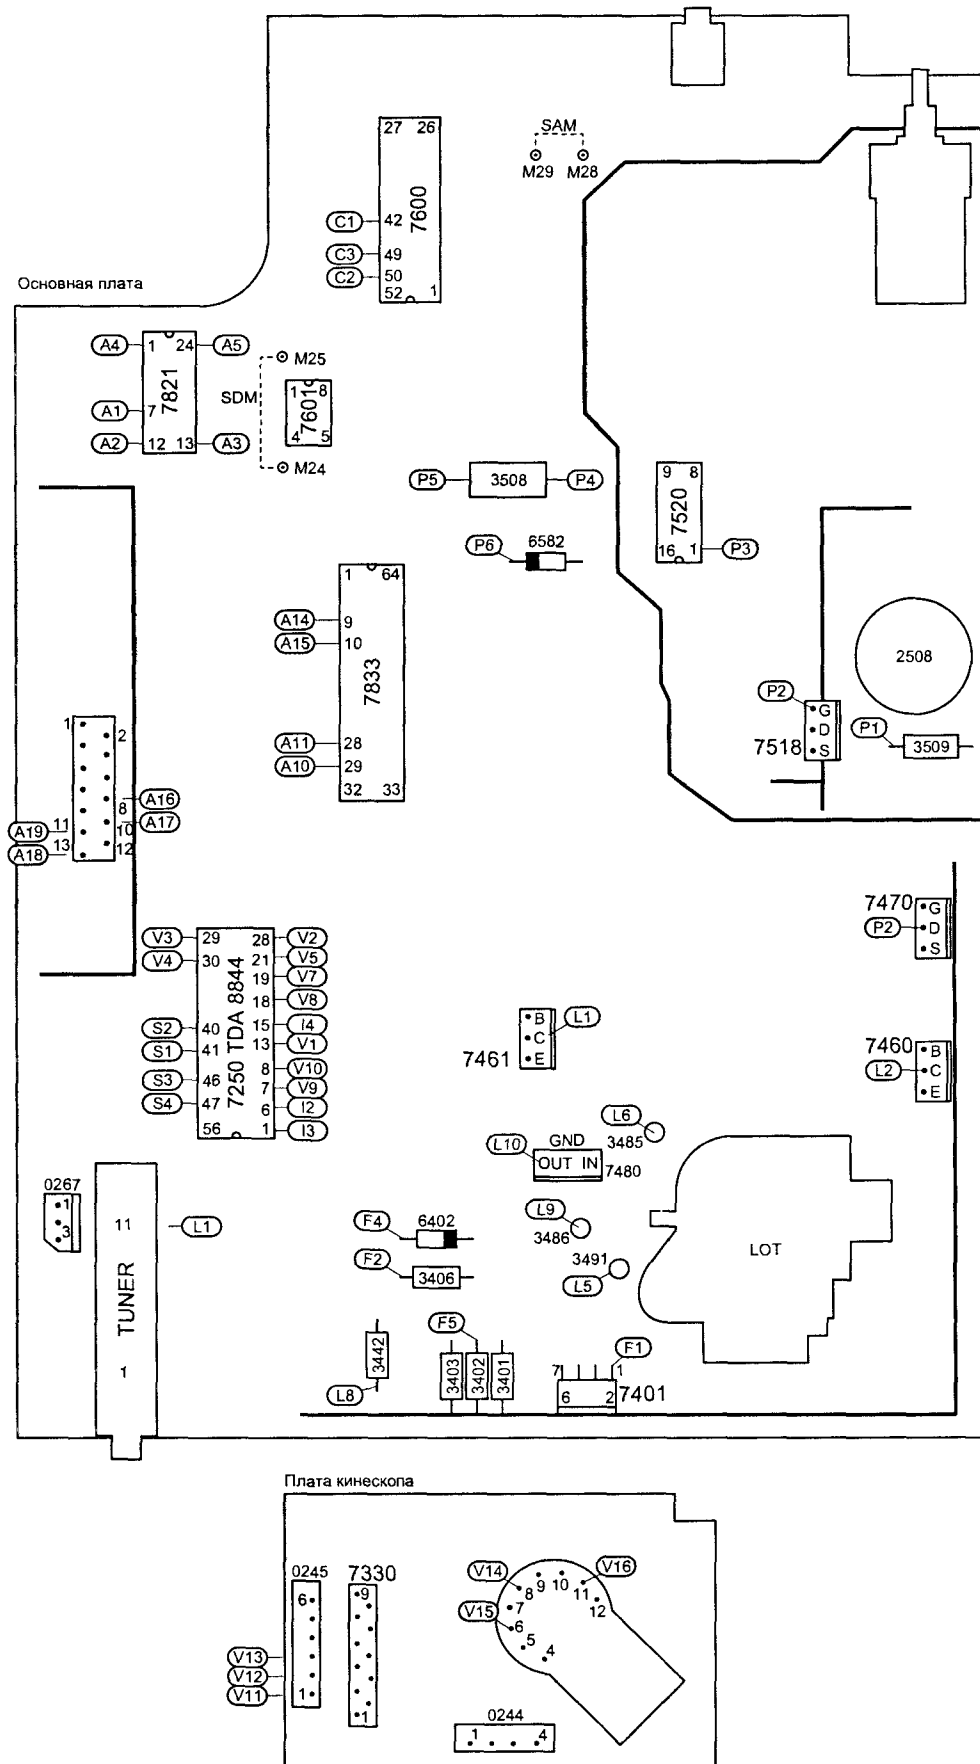 27 26
SAM
M29 M28
7600
C1 42
C3 49
C2 50
52 1
Основная плата
A4 1 24 A5
M25
7821
SDM
1 8
7601
A1 7
4 5
A2 12 13 A3
M24
P5 3508 P4
9 8
7520
P6 6582
16 1 P3
1 64
A14 9
A15 10
7833
2508
P2 G
D
7518 S
P1 3509
1 2
A11 28
A10 29
32 33
A16
8
A19 11 10 A17
A18 13 12
7470 G
P2 D
S
V3 29 28 V2
V4 30 21 V5
19 V7
18 V8
7250 TDA 8844
S2 40 15 I4
S1 41 13 V1
8 V10
S3 46 7 V9
S4 47 6 I2
56 1 I3
B L1
C
7461 E
7460 B
L2 C
E
L6
3485
L10 GND
OUT IN 7480
0267
1
3
11 L1
TUNER
1
F4 6402
F2 3406
L9
3486
3491
L5
LOT
F5
3442
L8
3403 3402 3401
F1
7 1
6 2 7401
Плата кинескопа
0245 7330
6 9
V14 8 9 10 11 V16
12
7
V15 6
5 4
V13
V12
V11 1
1
0244
1 4